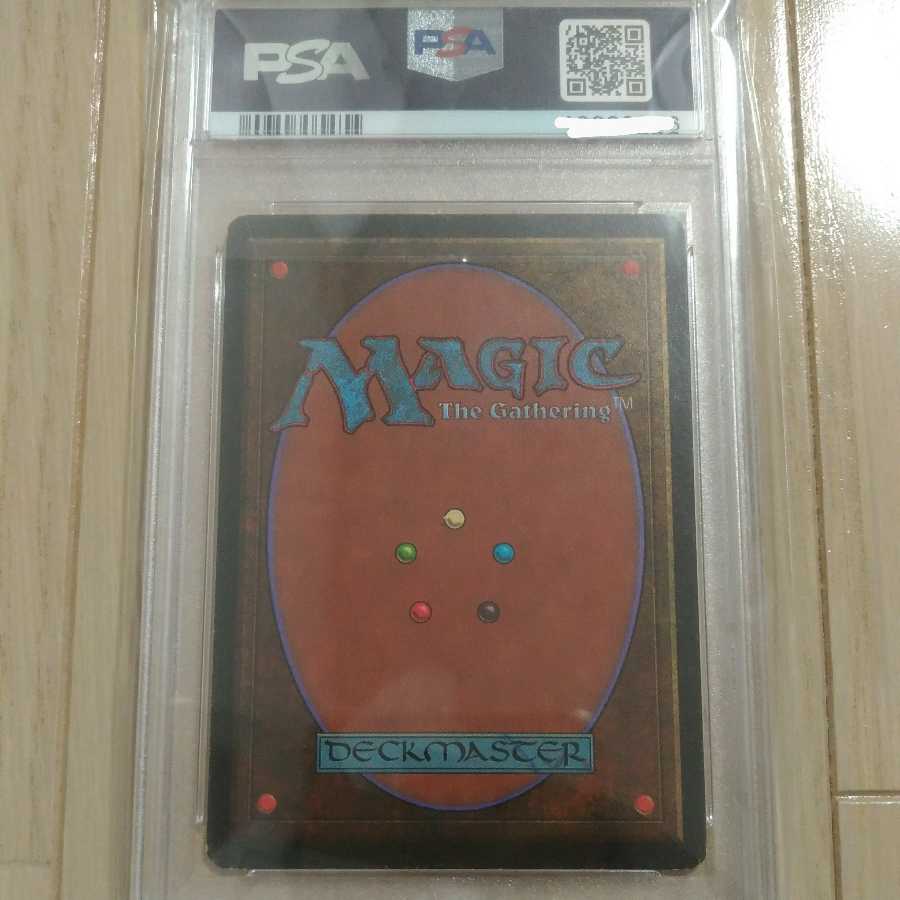 PSA
PSA
MAGIC
The Gathering™
DECKMASTER